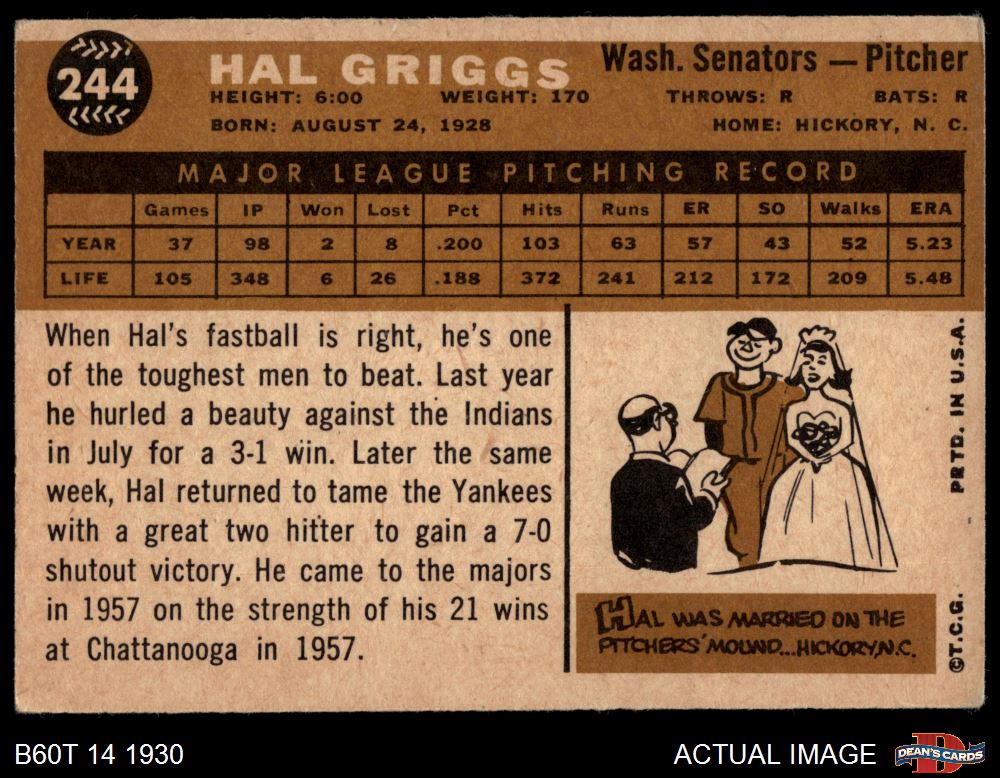 244
HAL GRIGGS
Wash. Senators — Pitcher
HEIGHT: 6:00 WEIGHT: 170 THROWS: R BATS: R
BORN: AUGUST 24, 1928 HOME: HICKORY, N. C.
MAJOR LEAGUE PITCHING RECORD
Games IP Won Lost Pct Hits Runs ER SO Walks ERA
YEAR 37 98 2 8 .200 103 63 57 43 52 5.23
LIFE 105 348 6 26 .188 372 241 212 172 209 5.48
When Hal's fastball is right, he's one
of the toughest men to beat. Last year
he hurled a beauty against the Indians
in July for a 3-1 win. Later the same
week, Hal returned to tame the Yankees
with a great two hitter to gain a 7-0
shutout victory. He came to the majors
in 1957 on the strength of his 21 wins
at Chattanooga in 1957.
HAL WAS MARRIED ON THE
PITCHERS' MOUND...HICKORY,N.C.
©T.C.G. PRTD. IN U.S.A.
B60T 14 1930
ACTUAL IMAGE
DEAN'S CARDS